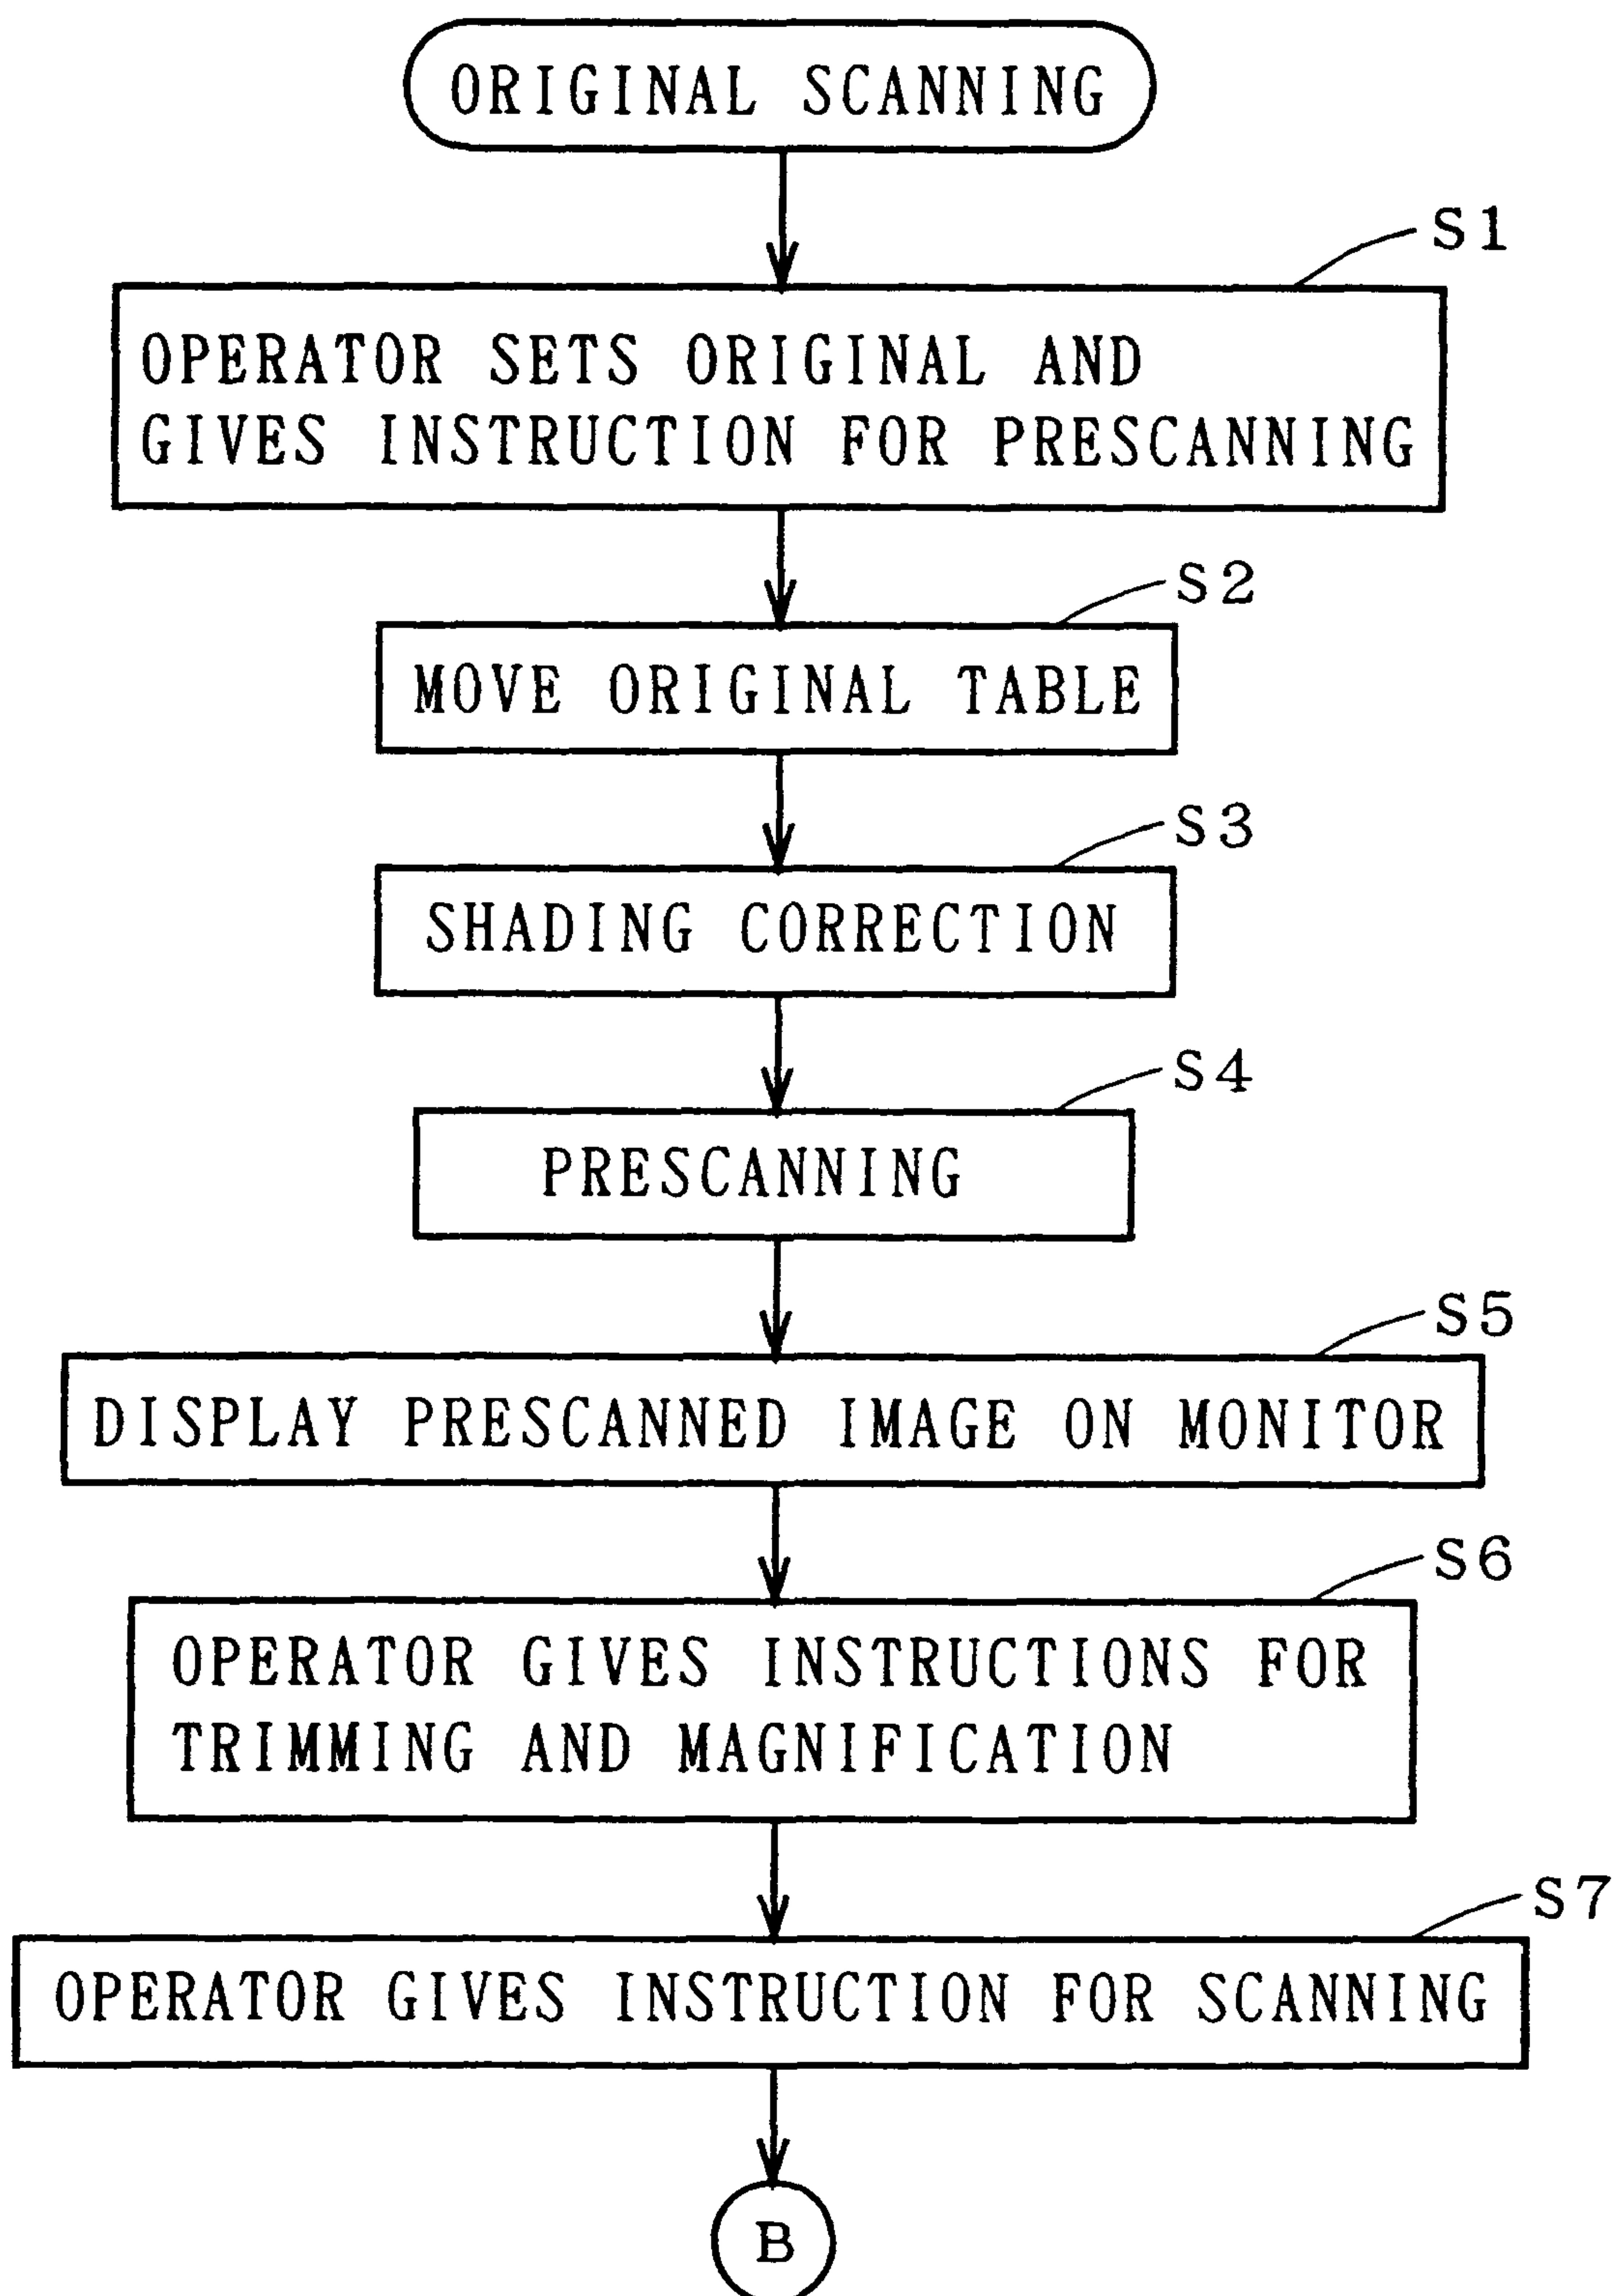 ORIGINAL SCANNING
S1
OPERATOR SETS ORIGINAL AND
GIVES INSTRUCTION FOR PRESCANNING
S2
MOVE ORIGINAL TABLE
S3
SHADING CORRECTION
S4
PRESCANNING
S5
DISPLAY PRESCANNED IMAGE ON MONITOR
S6
OPERATOR GIVES INSTRUCTIONS FOR
TRIMMING AND MAGNIFICATION
S7
OPERATOR GIVES INSTRUCTION FOR SCANNING
B